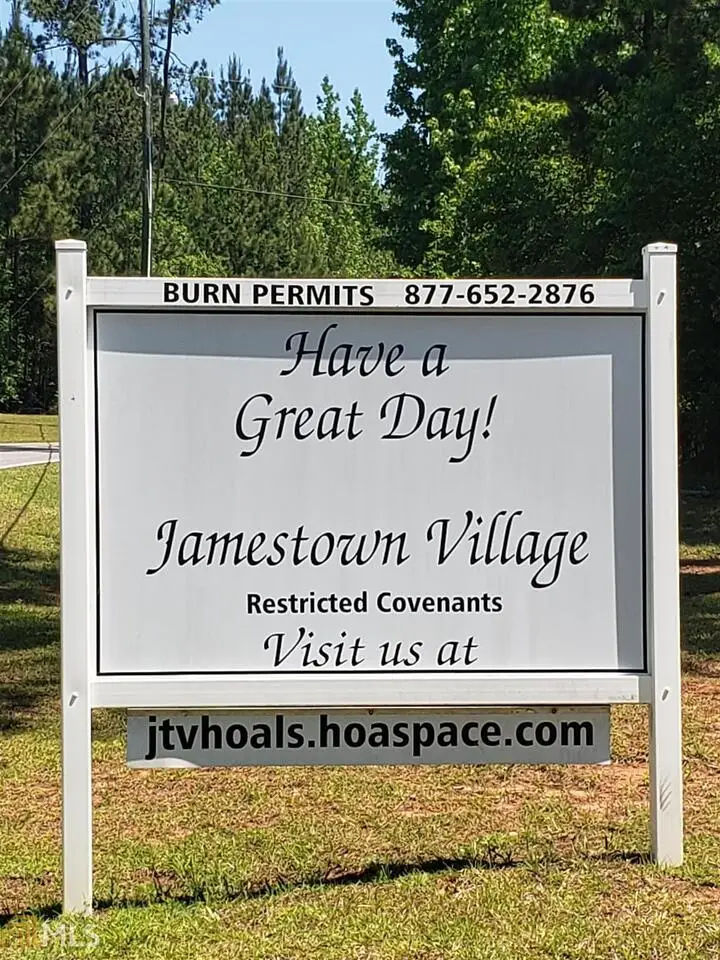 BURN PERMITS 877-652-2876
Have a
Great Day!
Jamestown Village
Restricted Covenants
Visit us at
jtvhoals.hoaspace.com
MLS